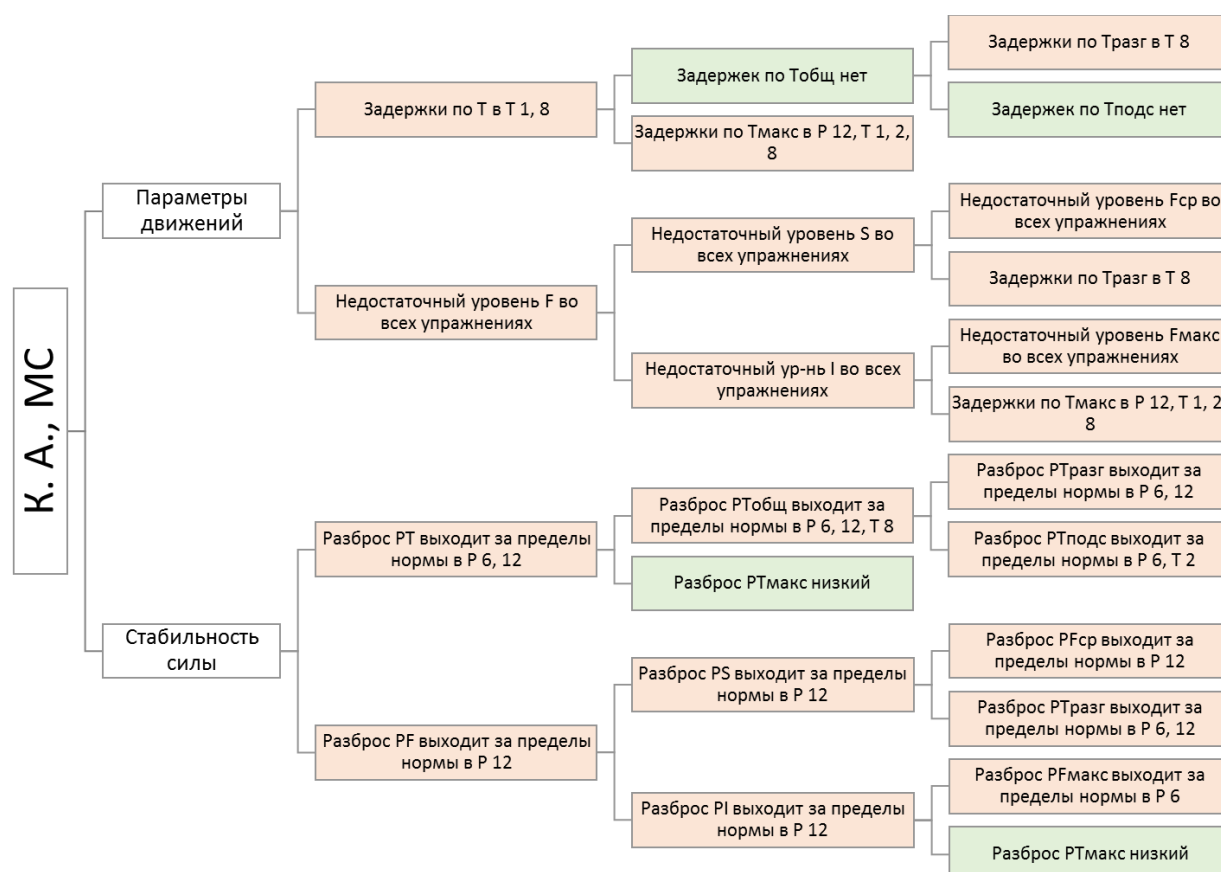 К. А., МС
Параметры
движений
Задержки по Т в Т 1, 8
Задержек по Тобщ нет
Задержки по Тразг в Т 8
Задержек по Тподс нет
Задержки по Тмакс в Р 12, Т 1, 2,
8
Недостаточный уровень F во
всех упражнениях
Недостаточный уровень S во
всех упражнениях
Недостаточный уровень Fср во
всех упражнениях
Задержки по Тразг в Т 8
Недостаточный ур-нь I во всех
упражнениях
Недостаточный уровень Fмакс
во всех упражнениях
Задержки по Тмакс в Р 12, Т 1, 2
8
Стабильность
силы
Разброс РТ выходит за пределы
нормы в Р 6, 12
Разброс РТобщ выходит за
пределы нормы в Р 6, 12, Т 8
Разброс РТразг выходит за
пределы нормы в Р 6, 12
Разброс РТподс выходит за
пределы нормы в Р 6, Т 2
Разброс РТмакс низкий
Разброс PF выходит за пределы
нормы в Р 12
Разброс PS выходит за пределы
нормы в Р 12
Разброс PFср выходит за
пределы нормы в Р 12
Разброс РТразг выходит за
пределы нормы в Р 6, 12
Разброс PI выходит за пределы
нормы в Р 12
Разброс PFмакс выходит за
пределы нормы в Р 6
Разброс РТмакс низкий